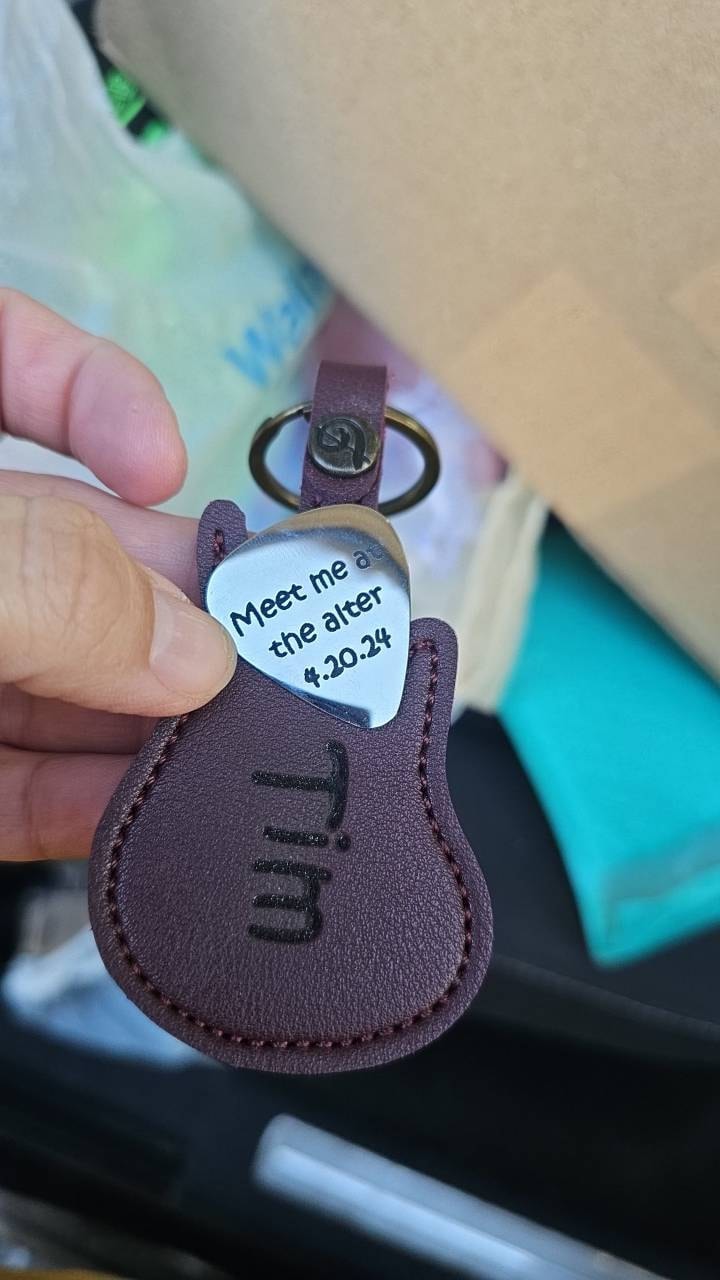 Meet me at
the alter
4.20.24
Tim